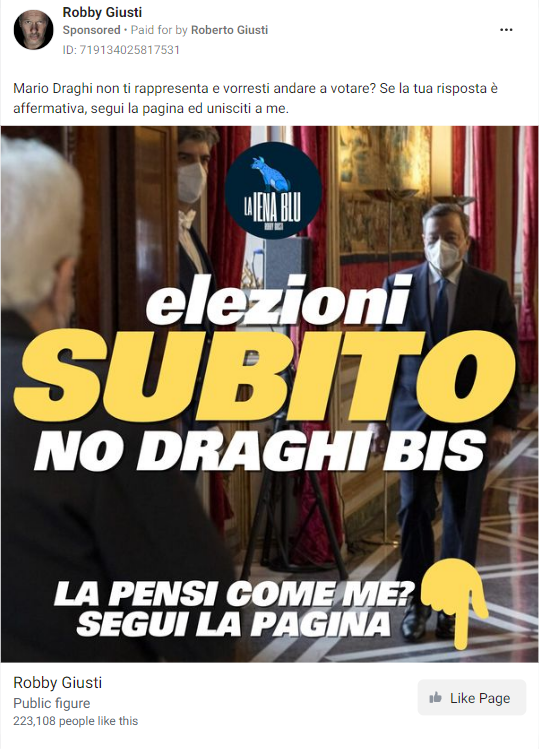 Robby Giusti
Sponsored • Paid for by Roberto Giusti
ID: 719134025817531
Mario Draghi non ti rappresenta e vorresti andare a votare? Se la tua risposta è
affermativa, segui la pagina ed unisciti a me.
LA IENA BLU
ROBBY GIUSTI
elezioni
SUBITO
NO DRAGHI BIS
LA PENSI COME ME?
SEGUI LA PAGINA
Robby Giusti
Public figure
223,108 people like this
Like Page